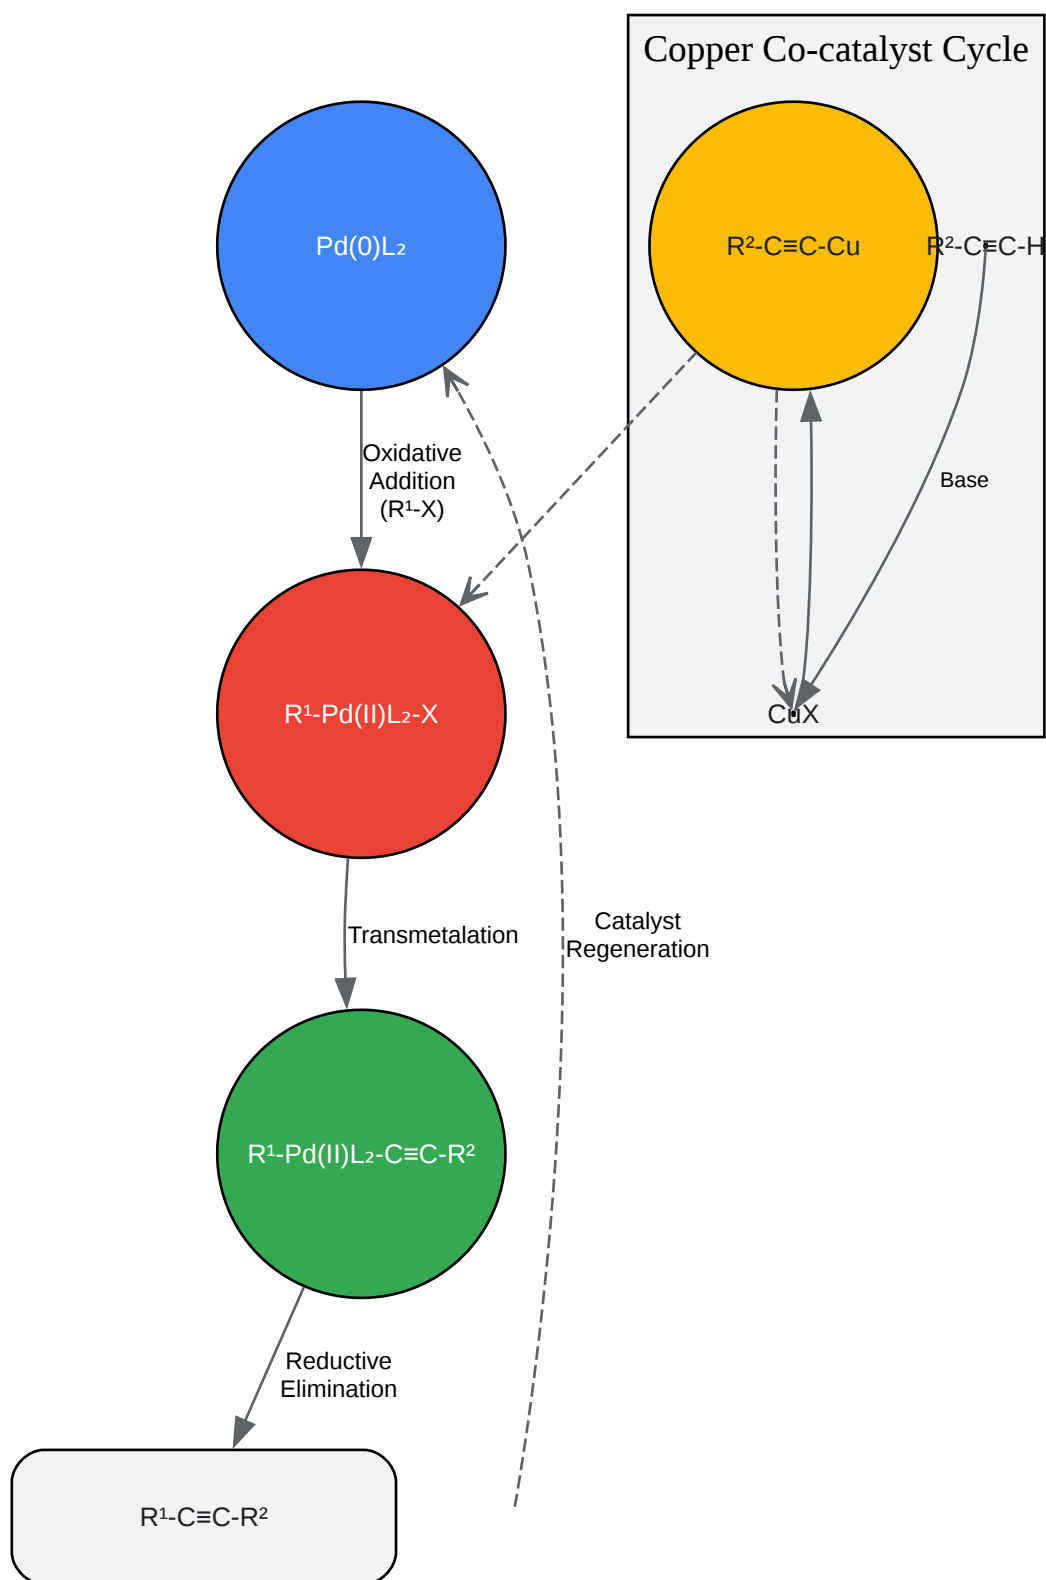 Copper Co-catalyst Cycle
Pd(0)L₂
R²-C≡C-Cu
R²-C≡C-H
Oxidative
Addition
(R¹-X)
Base
R¹-Pd(II)L₂-X
CuX
Transmetalation
Catalyst
Regeneration
R¹-Pd(II)L₂-C≡C-R²
Reductive
Elimination
R¹-C≡C-R²